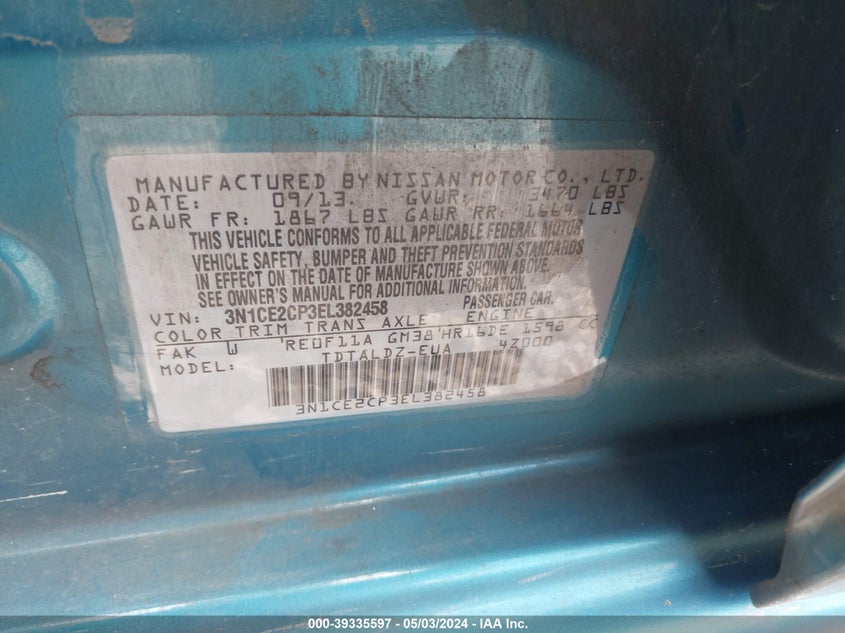 MANUFACTURED BY NISSAN MOTOR CO., LTD.
DATE: 09/13. GVWR: 3470 LBS
GAWR FR: 1867 LBS GAWR RR: 1664 LBS
THIS VEHICLE CONFORMS TO ALL APPLICABLE FEDERAL MOTOR
VEHICLE SAFETY, BUMPER AND THEFT PREVENTION STANDARDS
IN EFFECT ON THE DATE OF MANUFACTURE SHOWN ABOVE.
SEE OWNER'S MANUAL FOR ADDITIONAL INFORMATION.
VIN: 3N1CE2CP3EL382458 PASSENGER CAR.
COLOR TRIM TRANS AXLE ENGINE
FAK W RE0F11A GM38 HR16DE 1598 CC
MODEL: TDTALDZ-EUA 4Z000
3N1CE2CP3EL382458
000-39335597 - 05/03/2024 - IAA Inc.